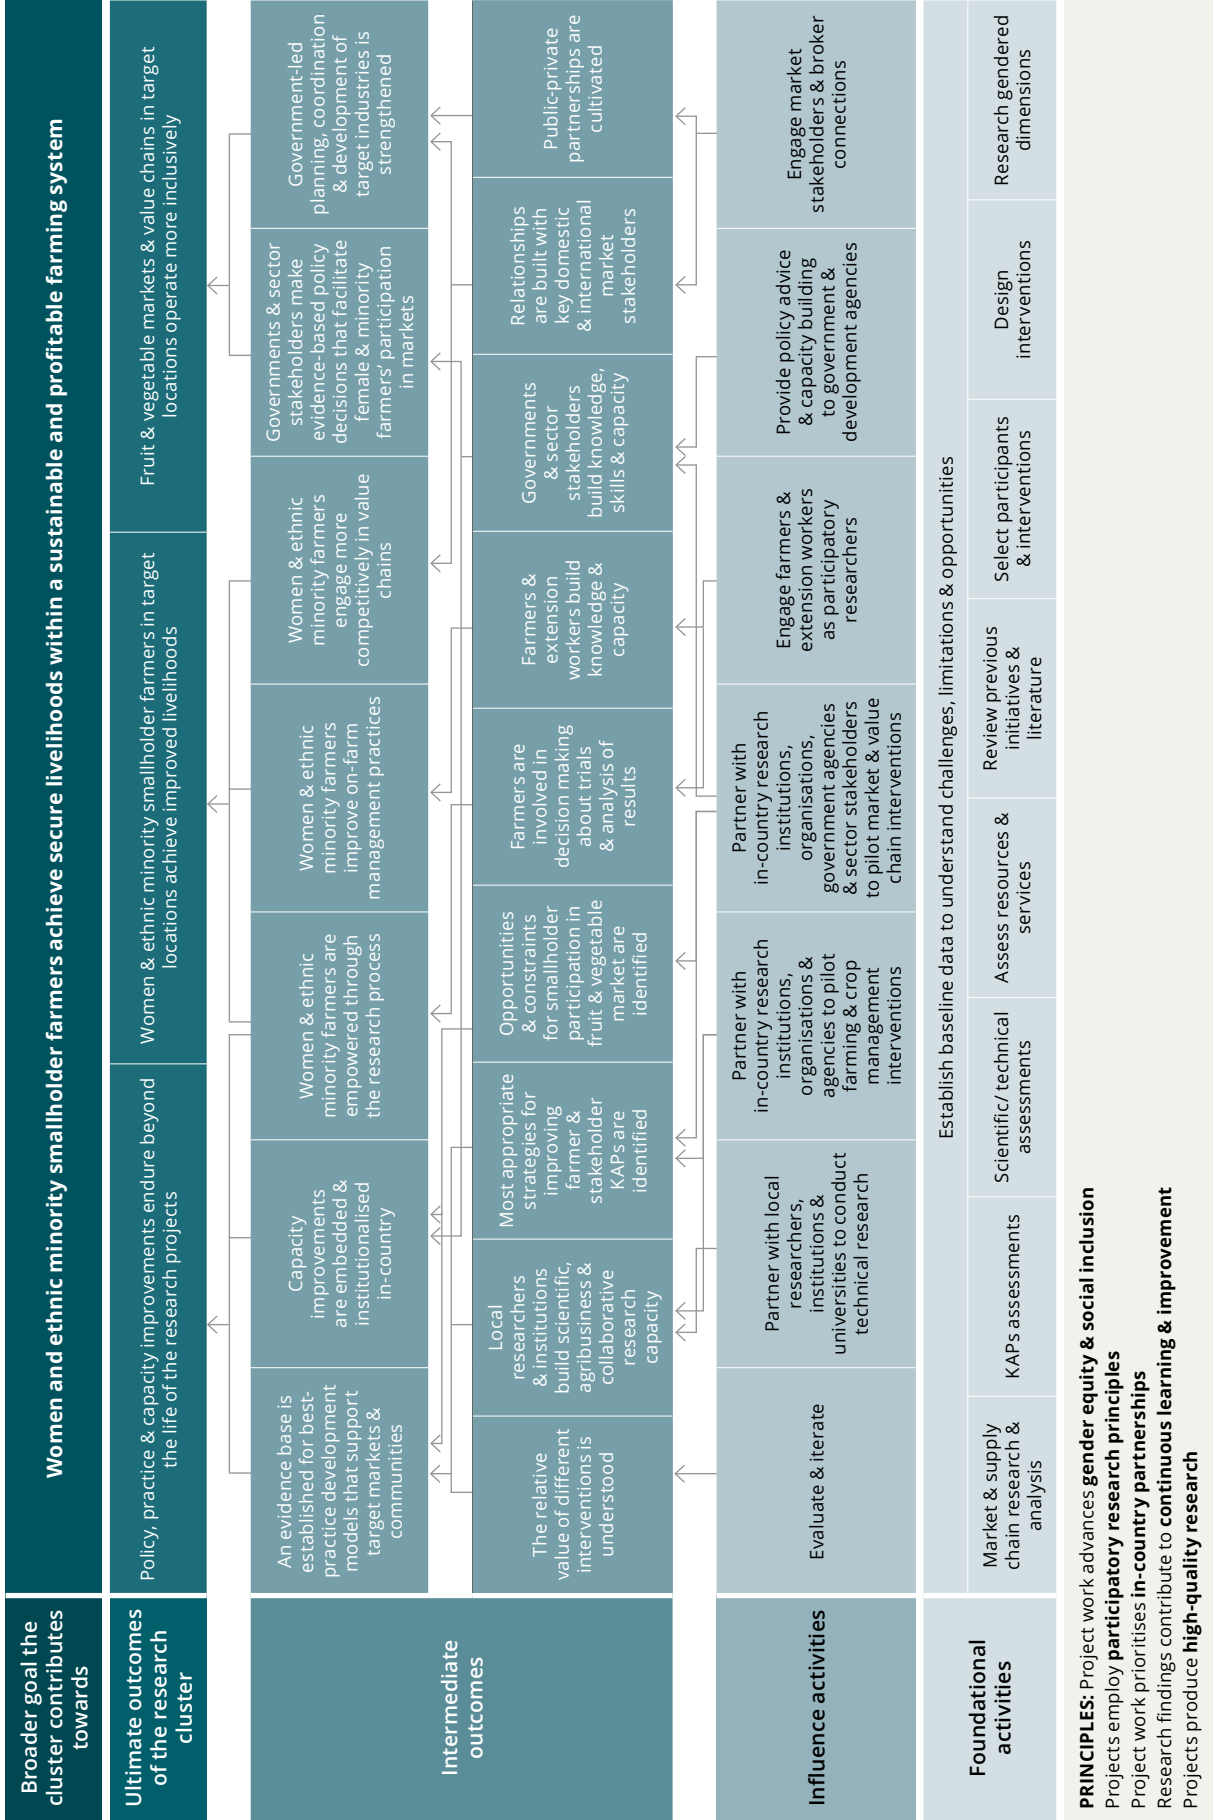 Broader goal the
cluster contributes
towards
Women and ethnic minority smallholder farmers achieve secure livelihoods within a sustainable and profitable farming system
Ultimate outcomes
of the research
cluster
Policy, practice & capacity improvements endure beyond
the life of the research projects
Women & ethnic minority smallholder farmers in target
locations achieve improved livelihoods
Fruit & vegetable markets & value chains in target
locations operate more inclusively
Intermediate
outcomes
An evidence base is
established for best-
practice development
models that support
target markets &
communities
Capacity
improvements
are embedded &
institutionalised
in-country
Women & ethnic
minority farmers are
empowered through
the research process
Women & ethnic
minority farmers
improve on-farm
management practices
Women & ethnic
minority farmers
engage more
competitively in value
chains
Governments & sector
stakeholders make
evidence-based policy
decisions that facilitate
female & minority
farmers’ participation
in markets
Government-led
planning, coordination
& development of
target industries is
strengthened
The relative
value of different
interventions is
understood
Local
researchers
& institutions
build scientific,
agribusiness &
collaborative
research
capacity
Most appropriate
strategies for
improving
farmer &
stakeholder
KAPs are
identified
Opportunities
& constraints
for smallholder
participation in
fruit & vegetable
market are
identified
Farmers are
involved in
decision making
about trials
& analysis of
results
Farmers &
extension
workers build
knowledge &
capacity
Governments
& sector
stakeholders
build knowledge,
skills & capacity
Relationships
are built with
key domestic
& international
market
stakeholders
Public-private
partnerships are
cultivated
Influence activities
Evaluate & iterate
Partner with local
researchers,
institutions &
universities to conduct
technical research
Partner with
in-country research
institutions,
organisations &
agencies to pilot
farming & crop
management
interventions
Partner with
in-country research
institutions,
organisations,
government agencies
& sector stakeholders
to pilot market & value
chain interventions
Engage farmers &
extension workers
as participatory
researchers
Provide policy advice
& capacity building
to government &
development agencies
Engage market
stakeholders & broker
connections
Foundational
activities
Establish baseline data to understand challenges, limitations & opportunities
Market & supply
chain research &
analysis
KAPs assessments
Scientific/ technical
assessments
Assess resources &
services
Review previous
initiatives &
literature
Select participants
& interventions
Design
interventions
Research gendered
dimensions
PRINCIPLES: Project work advances gender equity & social inclusion
Projects employ participatory research principles
Project work prioritises in-country partnerships
Research findings contribute to continuous learning & improvement
Projects produce high-quality research